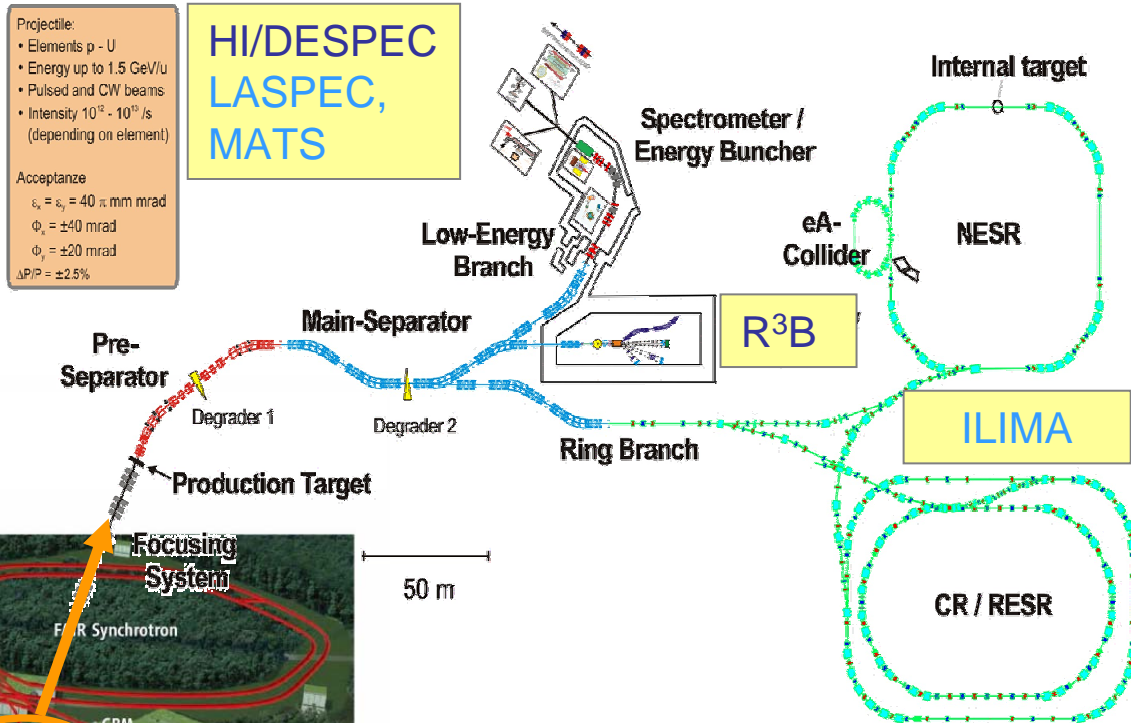 Projectile:
• Elements p - U
• Energy up to 1.5 GeV/u
• Pulsed and CW beams
• Intensity 10¹² - 10¹³ /s
(depending on element)
Acceptanze
εₓ = εᵧ = 40 π mm mrad
Φₓ = ±40 mrad
Φᵧ = ±20 mrad
ΔP/P = ±2.5%
HI/DESPEC
LASPEC,
MATS
Internal target
Spectrometer /
Energy Buncher
eA-
Collider
NESR
Low-Energy
Branch
Main-Separator
R³B
Pre-
Separator
Degrader 1
Degrader 2
Ring Branch
ILIMA
Production Target
Focusing
System
50 m
CR / RESR
FAIR Synchrotron